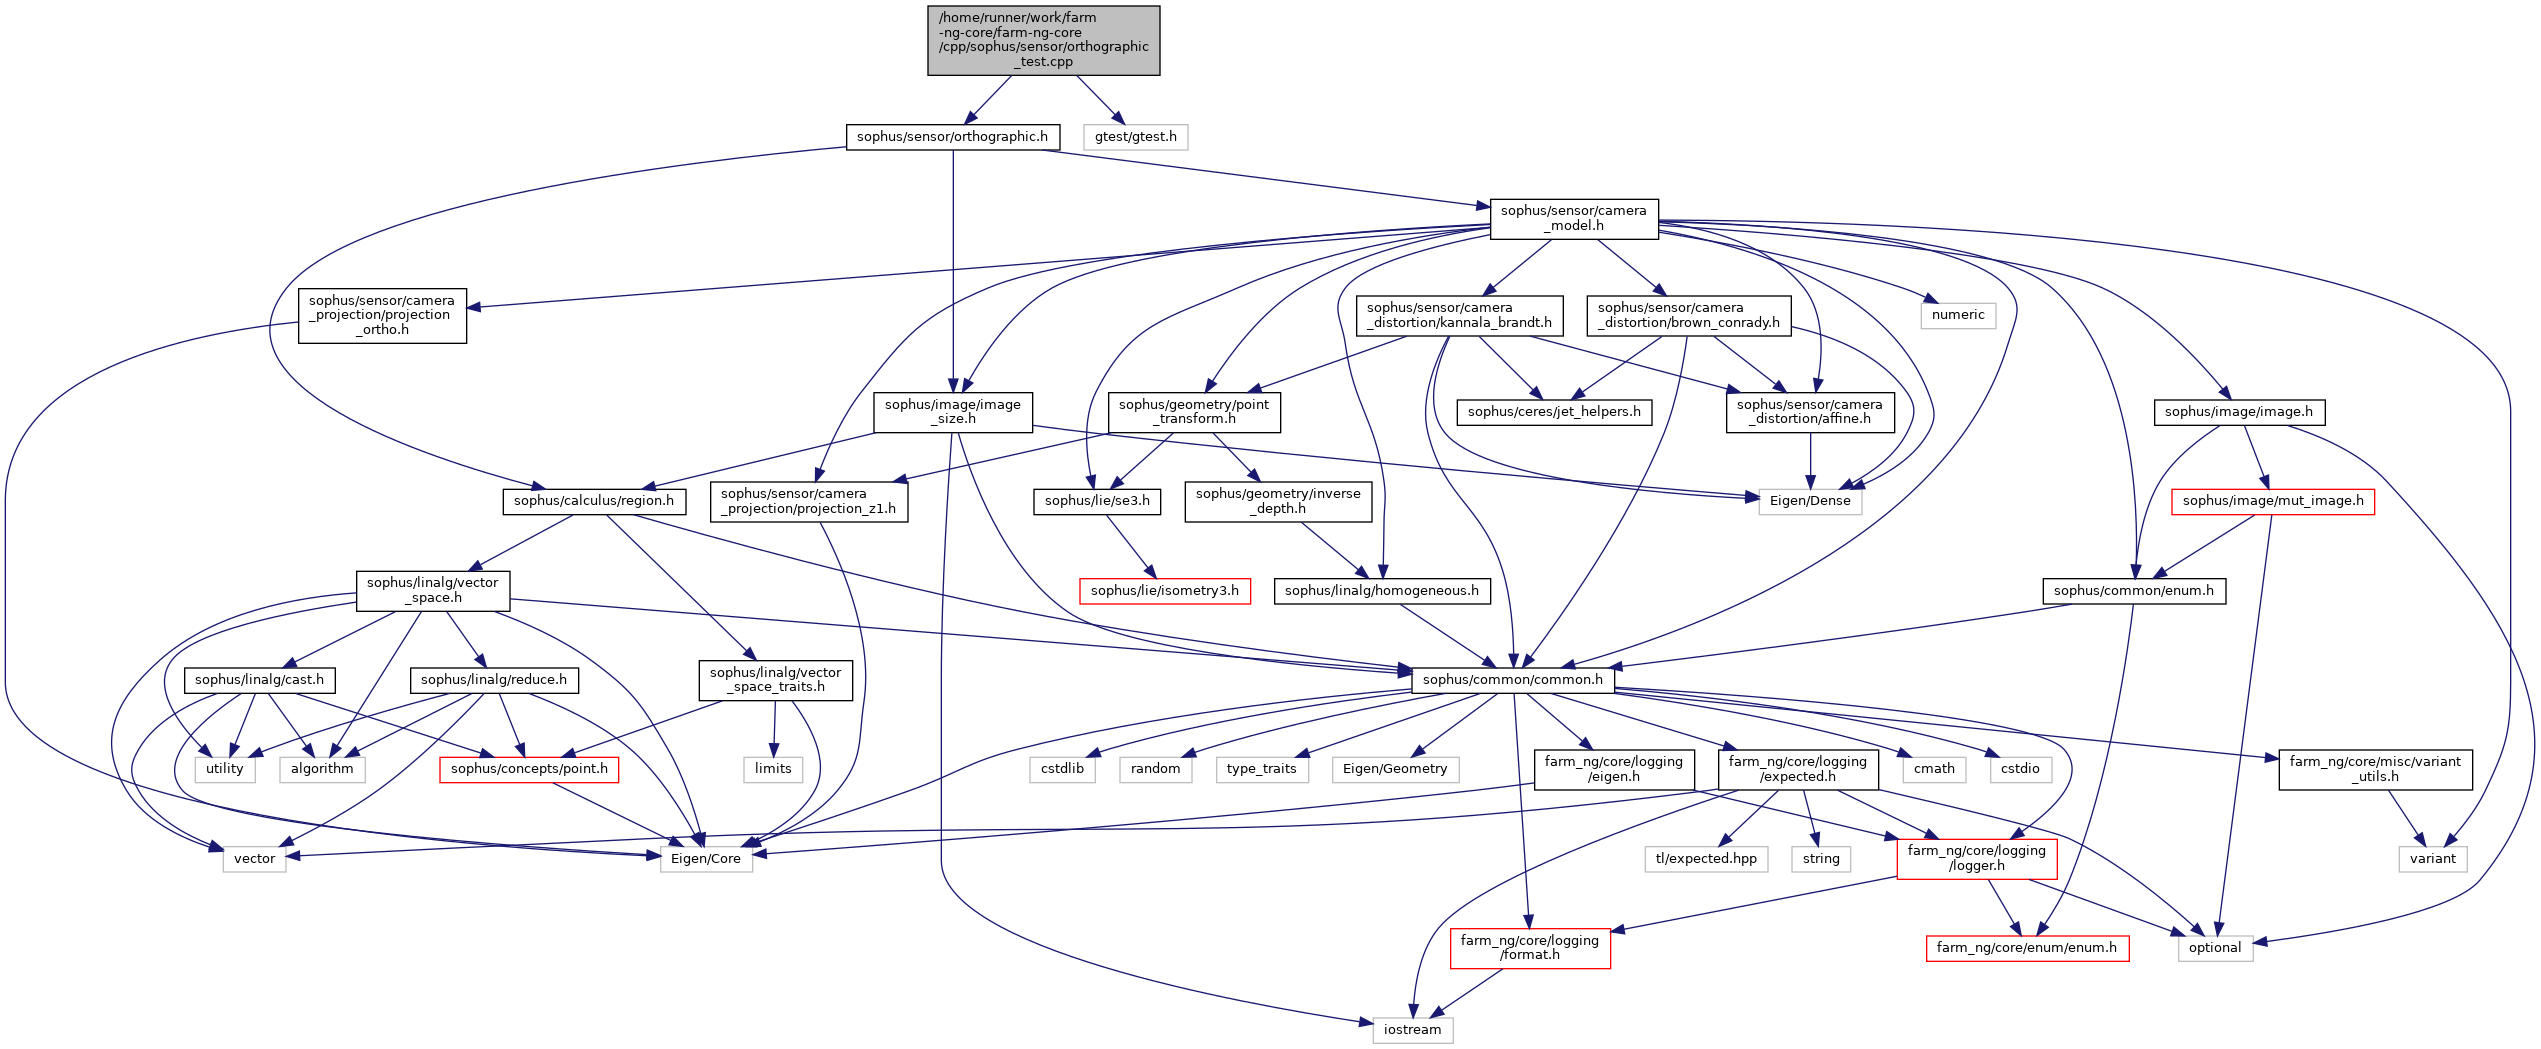 /home/runner/work/farm
-ng-core/farm-ng-core
/cpp/sophus/sensor/orthographic
_test.cpp
sophus/sensor/orthographic.h
gtest/gtest.h
sophus/sensor/camera
_model.h
sophus/sensor/camera
_projection/projection
_ortho.h
sophus/sensor/camera
_distortion/kannala_brandt.h
sophus/sensor/camera
_distortion/brown_conrady.h
numeric
sophus/image/image
_size.h
sophus/geometry/point
_transform.h
sophus/ceres/jet_helpers.h
sophus/sensor/camera
_distortion/affine.h
sophus/image/image.h
sophus/calculus/region.h
sophus/sensor/camera
_projection/projection_z1.h
sophus/lie/se3.h
sophus/geometry/inverse
_depth.h
Eigen/Dense
sophus/image/mut_image.h
sophus/linalg/vector
_space.h
sophus/lie/isometry3.h
sophus/linalg/homogeneous.h
sophus/common/enum.h
sophus/linalg/cast.h
sophus/linalg/reduce.h
sophus/linalg/vector
_space_traits.h
sophus/common/common.h
utility
algorithm
sophus/concepts/point.h
limits
cstdlib
random
type_traits
Eigen/Geometry
farm_ng/core/logging
/eigen.h
farm_ng/core/logging
/expected.h
cmath
cstdio
farm_ng/core/misc/variant
_utils.h
vector
Eigen/Core
tl/expected.hpp
string
farm_ng/core/logging
/logger.h
variant
farm_ng/core/logging
/format.h
farm_ng/core/enum/enum.h
optional
iostream